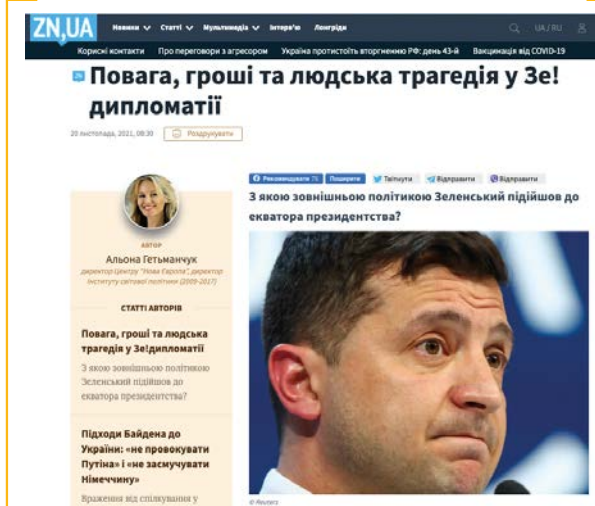 ZN,UA
Новини Статті Мультимедіа Інтерв'ю Лонгріди UA/RU
Корисні контакти Про переговори з агресором Україна протистоїть вторгненню РФ: день 43-й Вакцинація від COVID-19
Повага, гроші та людська трагедія у Зе!
дипломатії
20 листопада, 2021, 08:30 Роздрукувати
Рекомендувати Поширити Твітнути Відправити Відправити
З якою зовнішньою політикою Зеленський підійшов до
екватора президентства?
АВТОР
Альона Гетьманчук
директор Центру "Нова Європа", директор
Інституту світової політики (2009-2017)
СТАТТІ АВТОРІВ
Повага, гроші та людська
трагедія у Зе!дипломатії
З якою зовнішньою політикою
Зеленський підійшов до
екватора президентства?
Підходи Байдена до
України: «не провокувати
Путіна» і «не засмучувати
Німеччину»
Враження від спілкування у
© Reuters